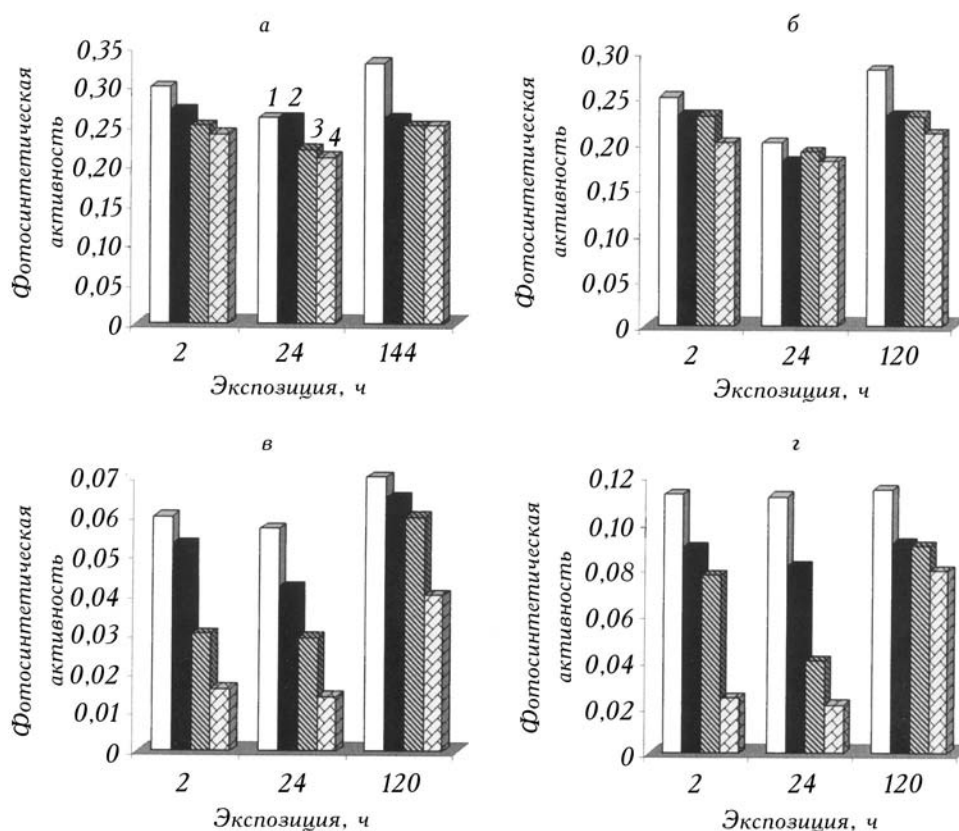 а
Фотосинтетическая
активность
0,35
0,30
0,25
0,20
0,15
0,10
0,05
0
1 2
3 4
2 24 144
Экспозиция, ч
б
Фотосинтетическая
активность
0,30
0,25
0,20
0,15
0,10
0,05
0
2 24 120
Экспозиция, ч
в
Фотосинтетическая
активность
0,07
0,06
0,05
0,04
0,03
0,02
0,01
0
2 24 120
Экспозиция, ч
г
Фотосинтетическая
активность
0,12
0,10
0,08
0,06
0,04
0,02
0
2 24 120
Экспозиция, ч